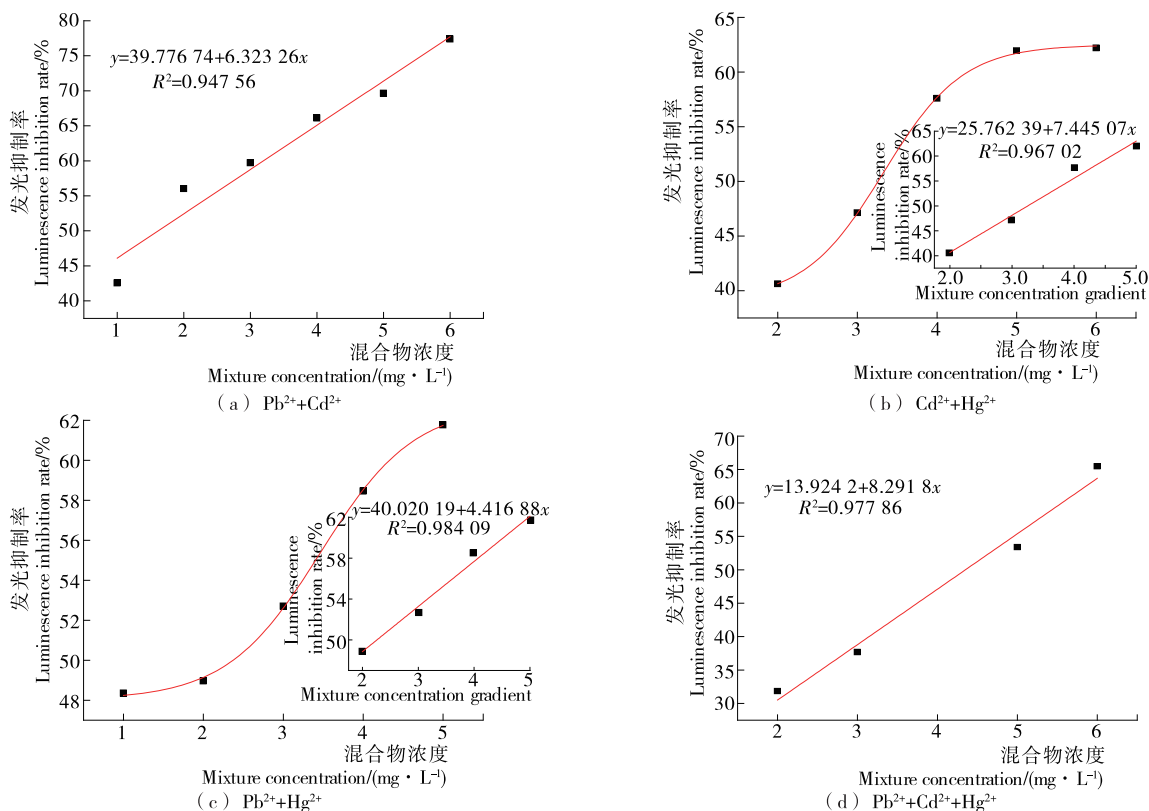 80
75
70
65
60
55
50
45
40
发光抑制率
Luminescence inhibition rate/%
y=39.776 74+6.323 26x
R²=0.947 56
1 2 3 4 5 6
混合物浓度
Mixture concentration/(mg·L⁻¹)
（a）Pb²⁺+Cd²⁺
65
60
55
50
45
40
发光抑制率
Luminescence inhibition rate/%
y=25.762 39+7.445 07x
R²=0.967 02
65
60
55
50
45
40
Luminescence
inhibition rate/%
2.0 3.0 4.0 5.0
Mixture concentration gradient
2 3 4 5 6
混合物浓度
Mixture concentration/(mg·L⁻¹)
（b）Cd²⁺+Hg²⁺
62
60
58
56
54
52
50
48
发光抑制率
Luminescence inhibition rate/%
y=40.020 19+4.416 88x
R²=0.984 09
62
58
54
50
Luminescence
inhibition rate/%
2 3 4 5
Mixture concentration gradient
1 2 3 4 5
混合物浓度
Mixture concentration/(mg·L⁻¹)
（c）Pb²⁺+Hg²⁺
70
65
60
55
50
45
40
35
30
发光抑制率
Luminescence inhibition rate/%
y=13.924 2+8.291 8x
R²=0.977 86
2 3 4 5 6
混合物浓度
Mixture concentration/(mg·L⁻¹)
（d）Pb²⁺+Cd²⁺+Hg²⁺